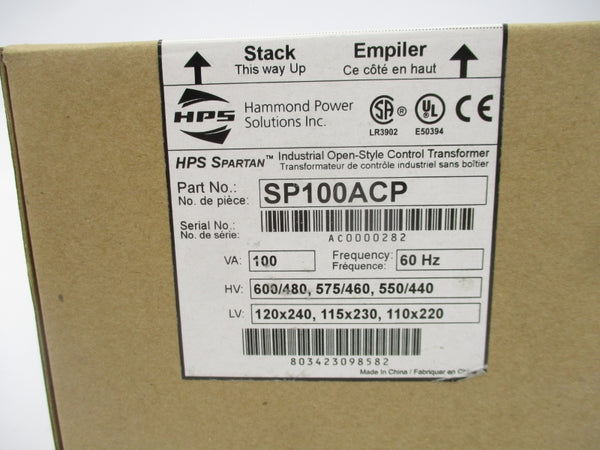 Stack Empiler
This way Up Ce côté en haut
HPS Hammond Power
Solutions Inc.
SA ® UL ® CE
LR3902 E50394
HPS SPARTAN™ Industrial Open-Style Control Transformer
Transformateur de contrôle industriel sans boîtier
Part No.: SP100ACP
No. de pièce:
Serial No.:
No. de série: AC0000282
VA: 100 Frequency: 60 Hz
Fréquence:
HV: 600/480, 575/460, 550/440
LV: 120x240, 115x230, 110x220
803423098582
Made In China / Fabriquer en Chine